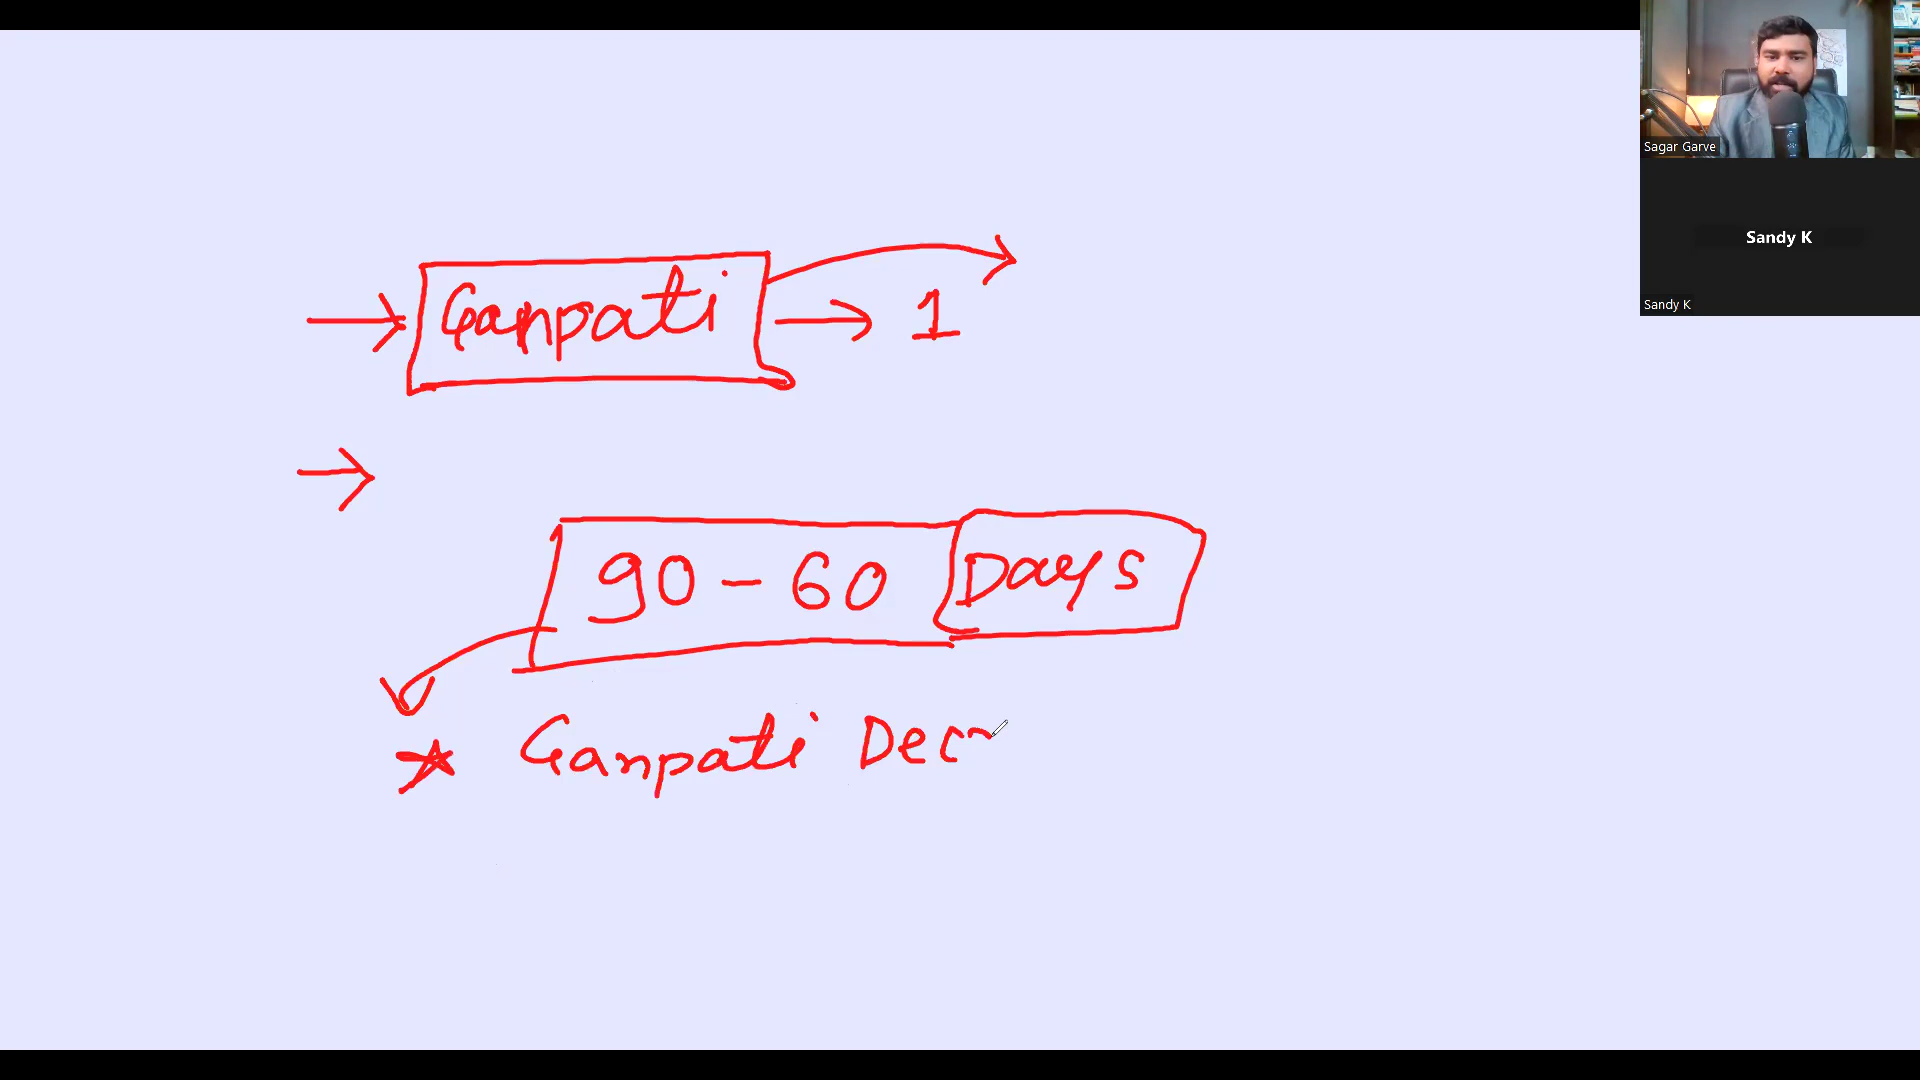 Ganpati → 1
90-60 Days
Ganpati Dec
Sagar Garve
Sandy K
Sandy K